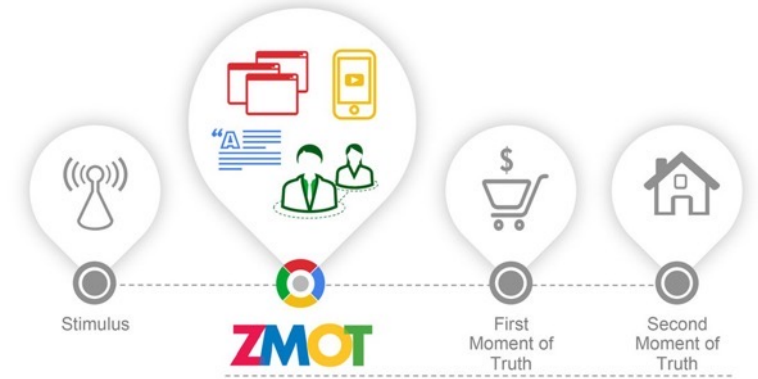 “A
$
Stimulus
ZMOT
First
Moment of
Truth
Second
Moment of
Truth